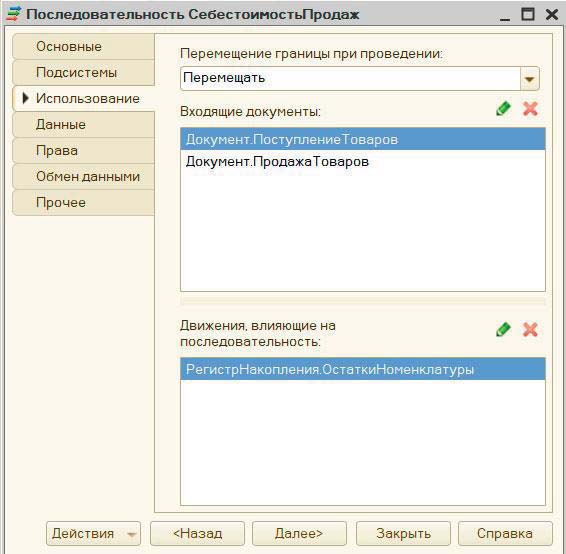 Последовательность СебестоимостьПродаж
Основные
Подсистемы
Использование
Данные
Права
Обмен данными
Прочее
Перемещение границы при проведении:
Перемещать
Входящие документы:
Документ.ПоступлениеТоваров
Документ.ПродажаТоваров
Движения, влияющие на
последовательность:
РегистрНакопления.ОстаткиНоменклатуры
Действия
<Назад
Далее>
Закрыть
Справка